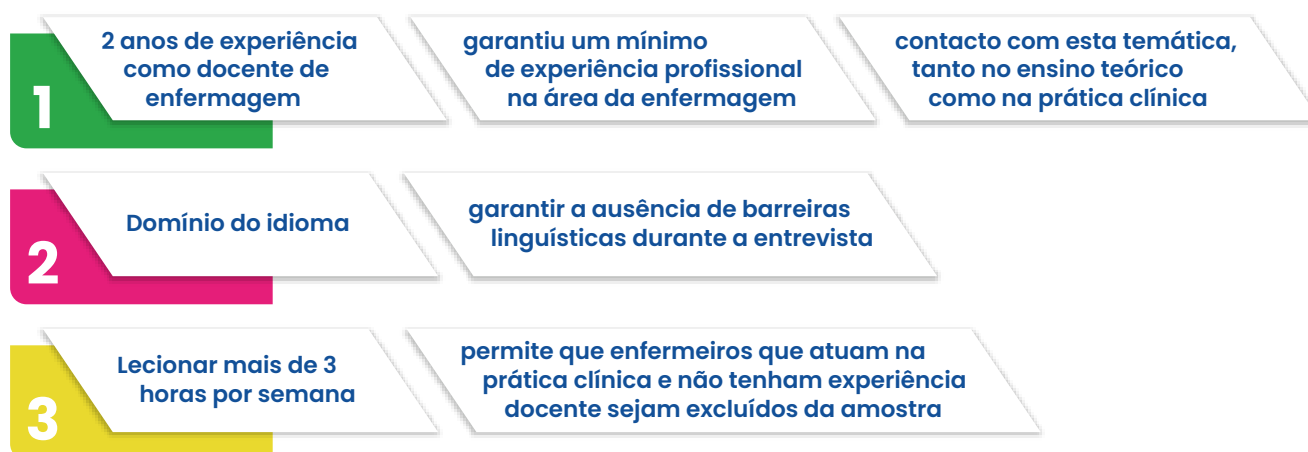 1
2 anos de experiência
como docente de
enfermagem
garantiu um mínimo
de experiência profissional
na área da enfermagem
contacto com esta temática,
tanto no ensino teórico
como na prática clínica
2
Domínio do idioma
garantir a ausência de barreiras
linguísticas durante a entrevista
3
Lecionar mais de 3
horas por semana
permite que enfermeiros que atuam na
prática clínica e não tenham experiência
docente sejam excluídos da amostra